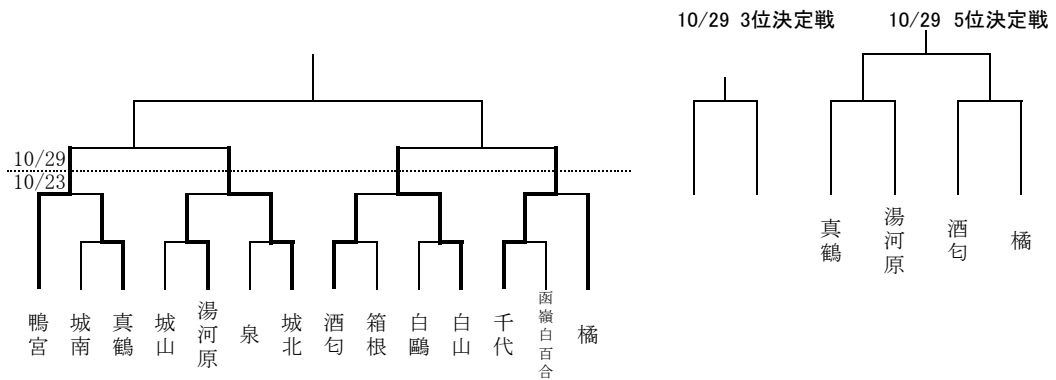 10/29 3位決定戦
10/29 5位決定戦
10/29
10/23
鴨宮
城南
真鶴
城山
湯河原
泉
城北
酒匂
箱根
白鷗
白山
千代
函嶺白百合
橘
真鶴
湯河原
酒匂
橘